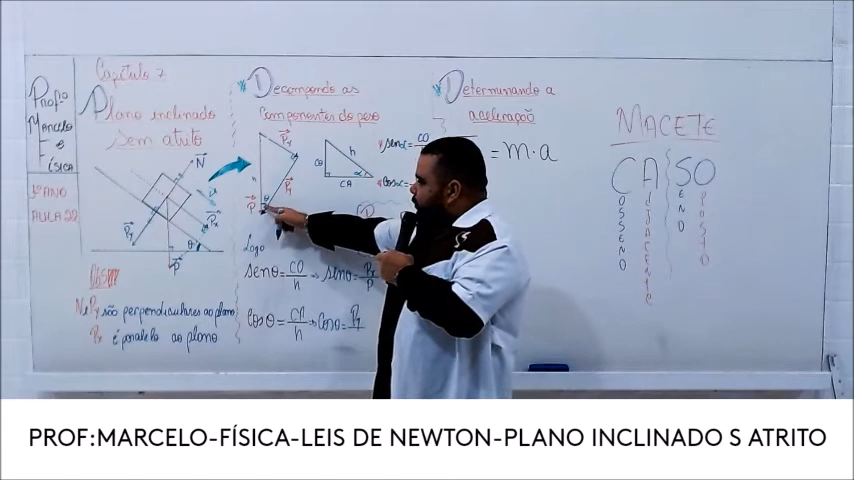 Profº
Marcelo
F
é
Física
1º ANO
AULA 22
Capítulo 7
Plano inclinado
sem atrito
N
Px
Py
P
OBS
N e Py são perpendiculares ao plano
Px é paralelo ao plano
Decompondo as
componentes do peso
Px
Py
P
θ
CO
h
CA
α
senα = CO
cosα =
Logo
senθ = CO/h → senθ = Px/P
cosθ = CA/h → cosθ = Py
Determinando a
aceleração
= m.a
MACETE
CA SO
COSSENO
ADJACENTE
SENO
OPOSTO
PROF:MARCELO-FÍSICA-LEIS DE NEWTON-PLANO INCLINADO S ATRITO